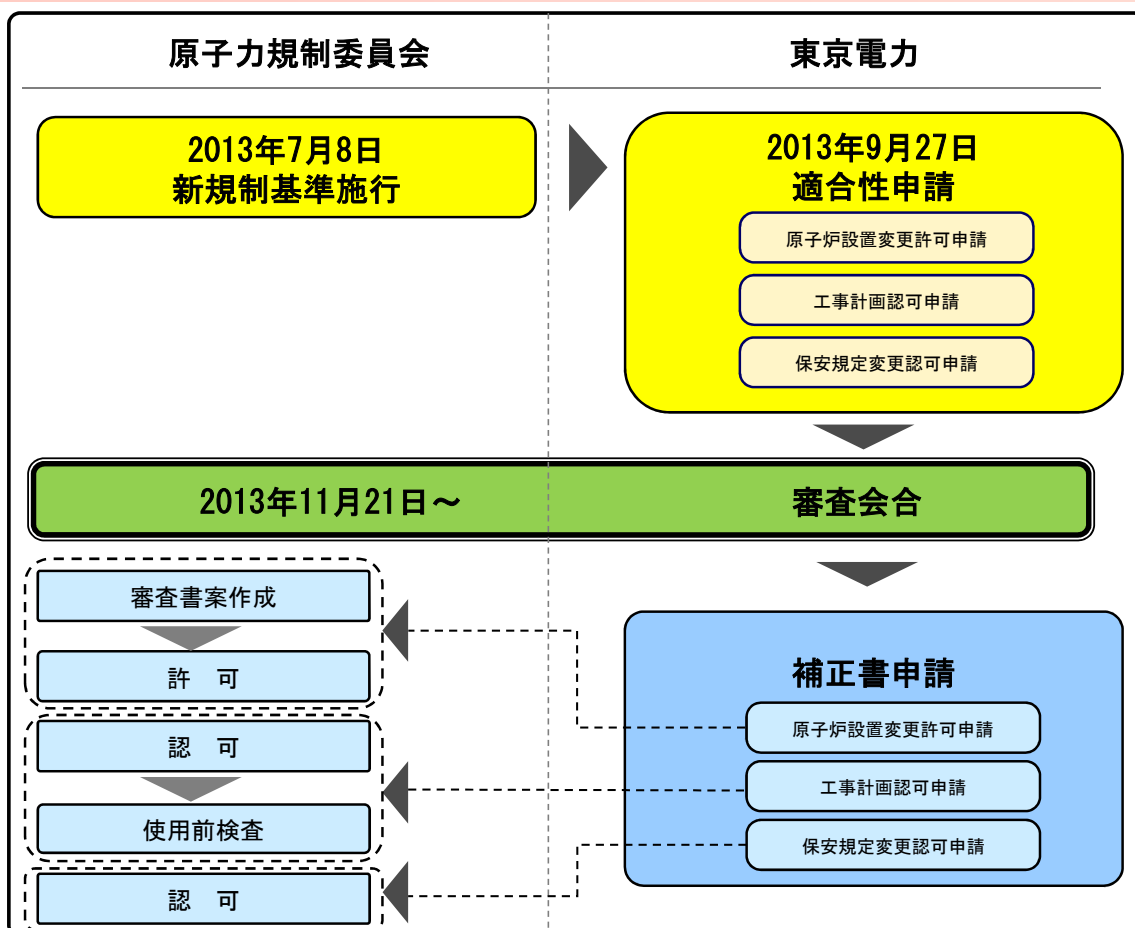 原子力規制委員会
東京電力
2013年7月8日
新規制基準施行
2013年9月27日
適合性申請
原子炉設置変更許可申請
工事計画認可申請
保安規定変更認可申請
2013年11月21日～
審査会合
審査書案作成
許 可
認 可
使用前検査
認 可
補正書申請
原子炉設置変更許可申請
工事計画認可申請
保安規定変更認可申請